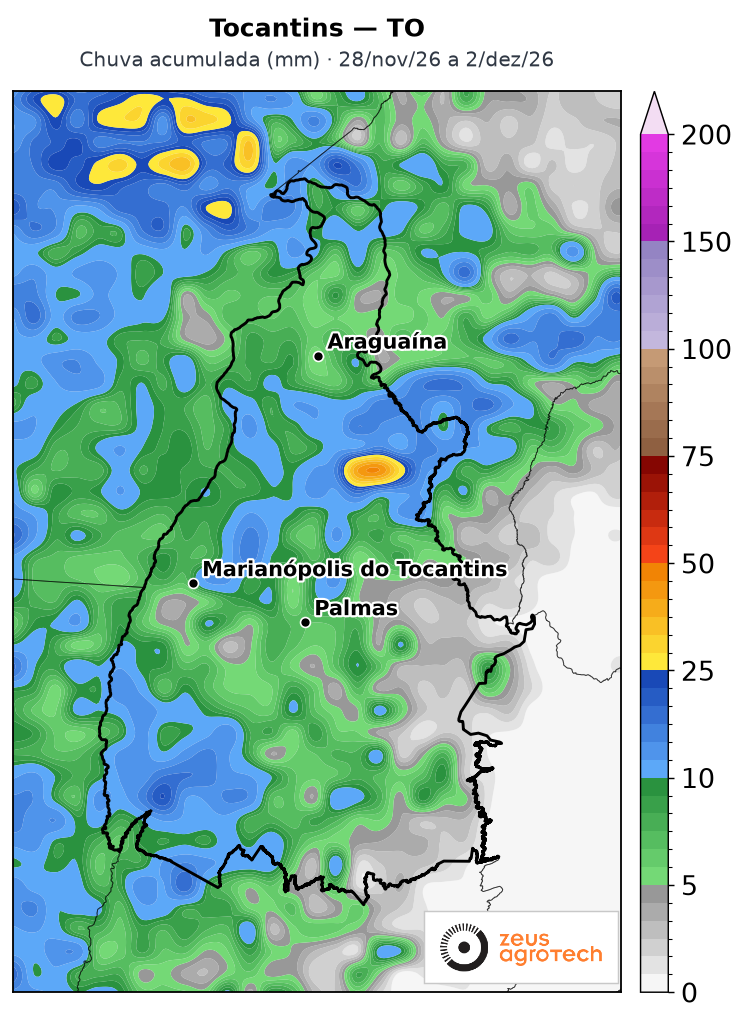 Tocantins — TO
Chuva acumulada (mm) · 28/nov/26 a 2/dez/26
200
150
100
75
50
25
10
5
0
Araguaína
Marianópolis do Tocantins
Palmas
zeus
agrotech